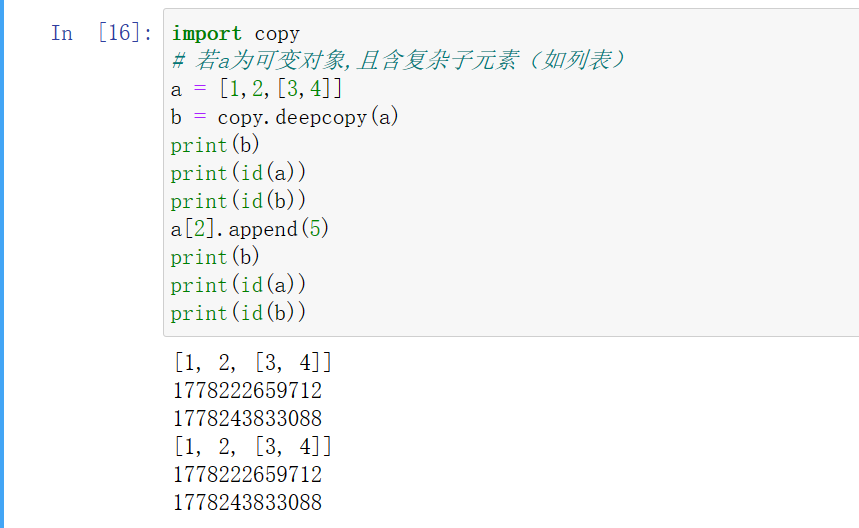 In [16]: import copy
# 若a为可变对象,且含复杂子元素（如列表）
a = [1,2,[3,4]]
b = copy.deepcopy(a)
print(b)
print(id(a))
print(id(b))
a[2].append(5)
print(b)
print(id(a))
print(id(b))
[1, 2, [3, 4]]
1778222659712
1778243833088
[1, 2, [3, 4]]
1778222659712
1778243833088